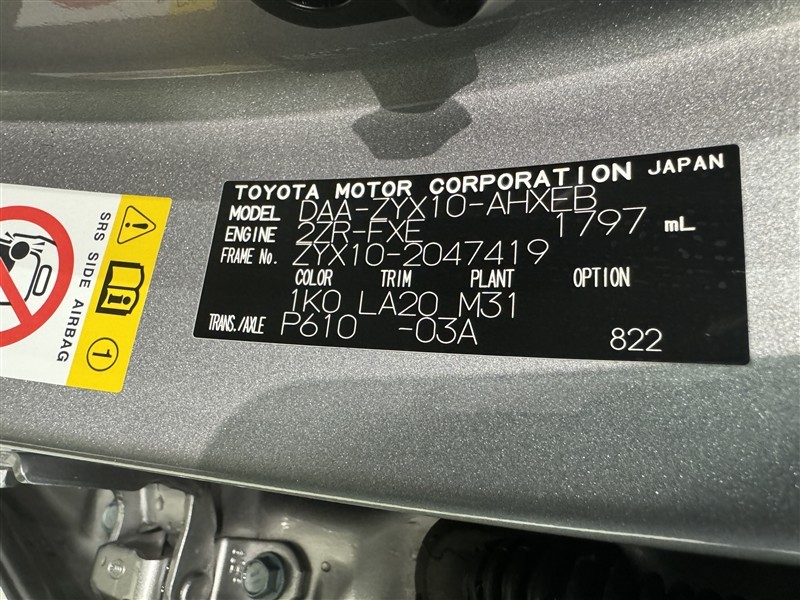 TOYOTA MOTOR CORPORATION JAPAN
MODEL DAA-ZYX10-AHXEB
ENGINE 2ZR-FXE 1797 mL
FRAME No. ZYX10-2047419
COLOR TRIM PLANT OPTION
1K0 LA20 M31
TRANS./AXLE P610 -03A 822
SRS SIDE AIRBAG
1